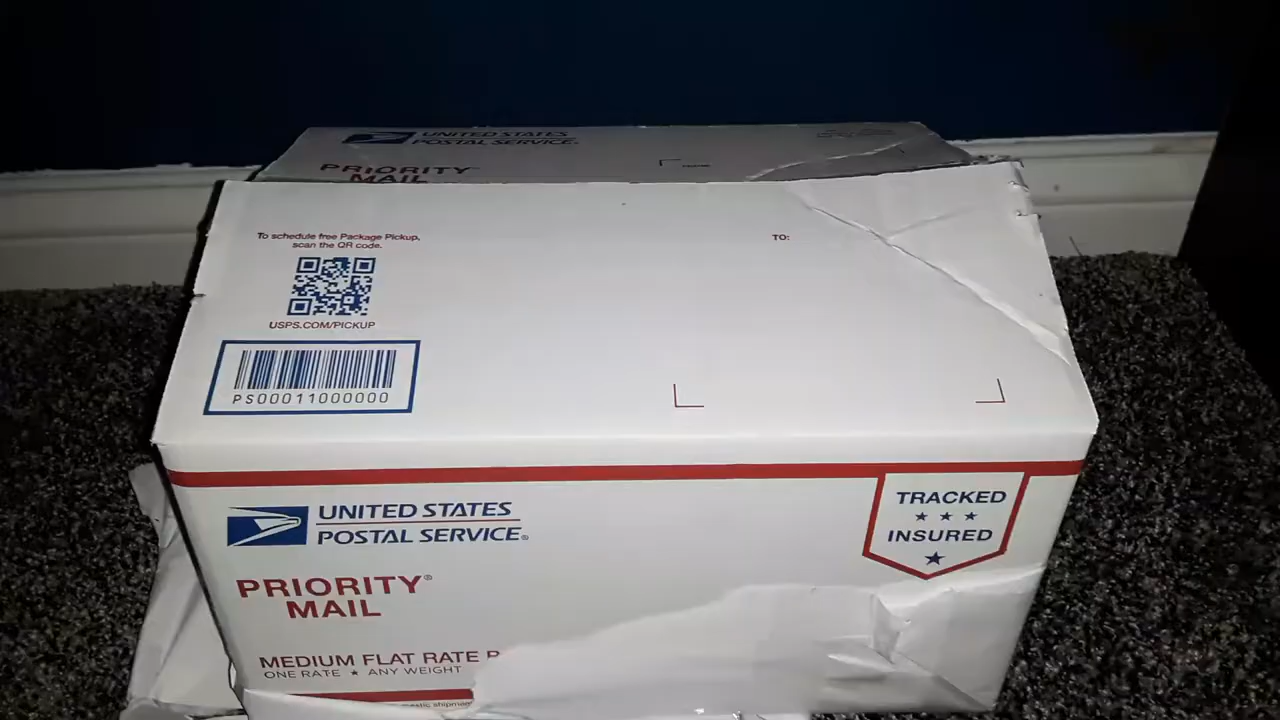 UNITED STATES
POSTAL SERVICE®
PRIORITY
MAIL
To schedule free Package Pickup,
scan the QR code.
USPS.COM/PICKUP
TO:
PS00011000000
UNITED STATES
POSTAL SERVICE®
TRACKED
INSURED
PRIORITY®
MAIL
MEDIUM FLAT RATE
ONE RATE ★ ANY WEIGHT